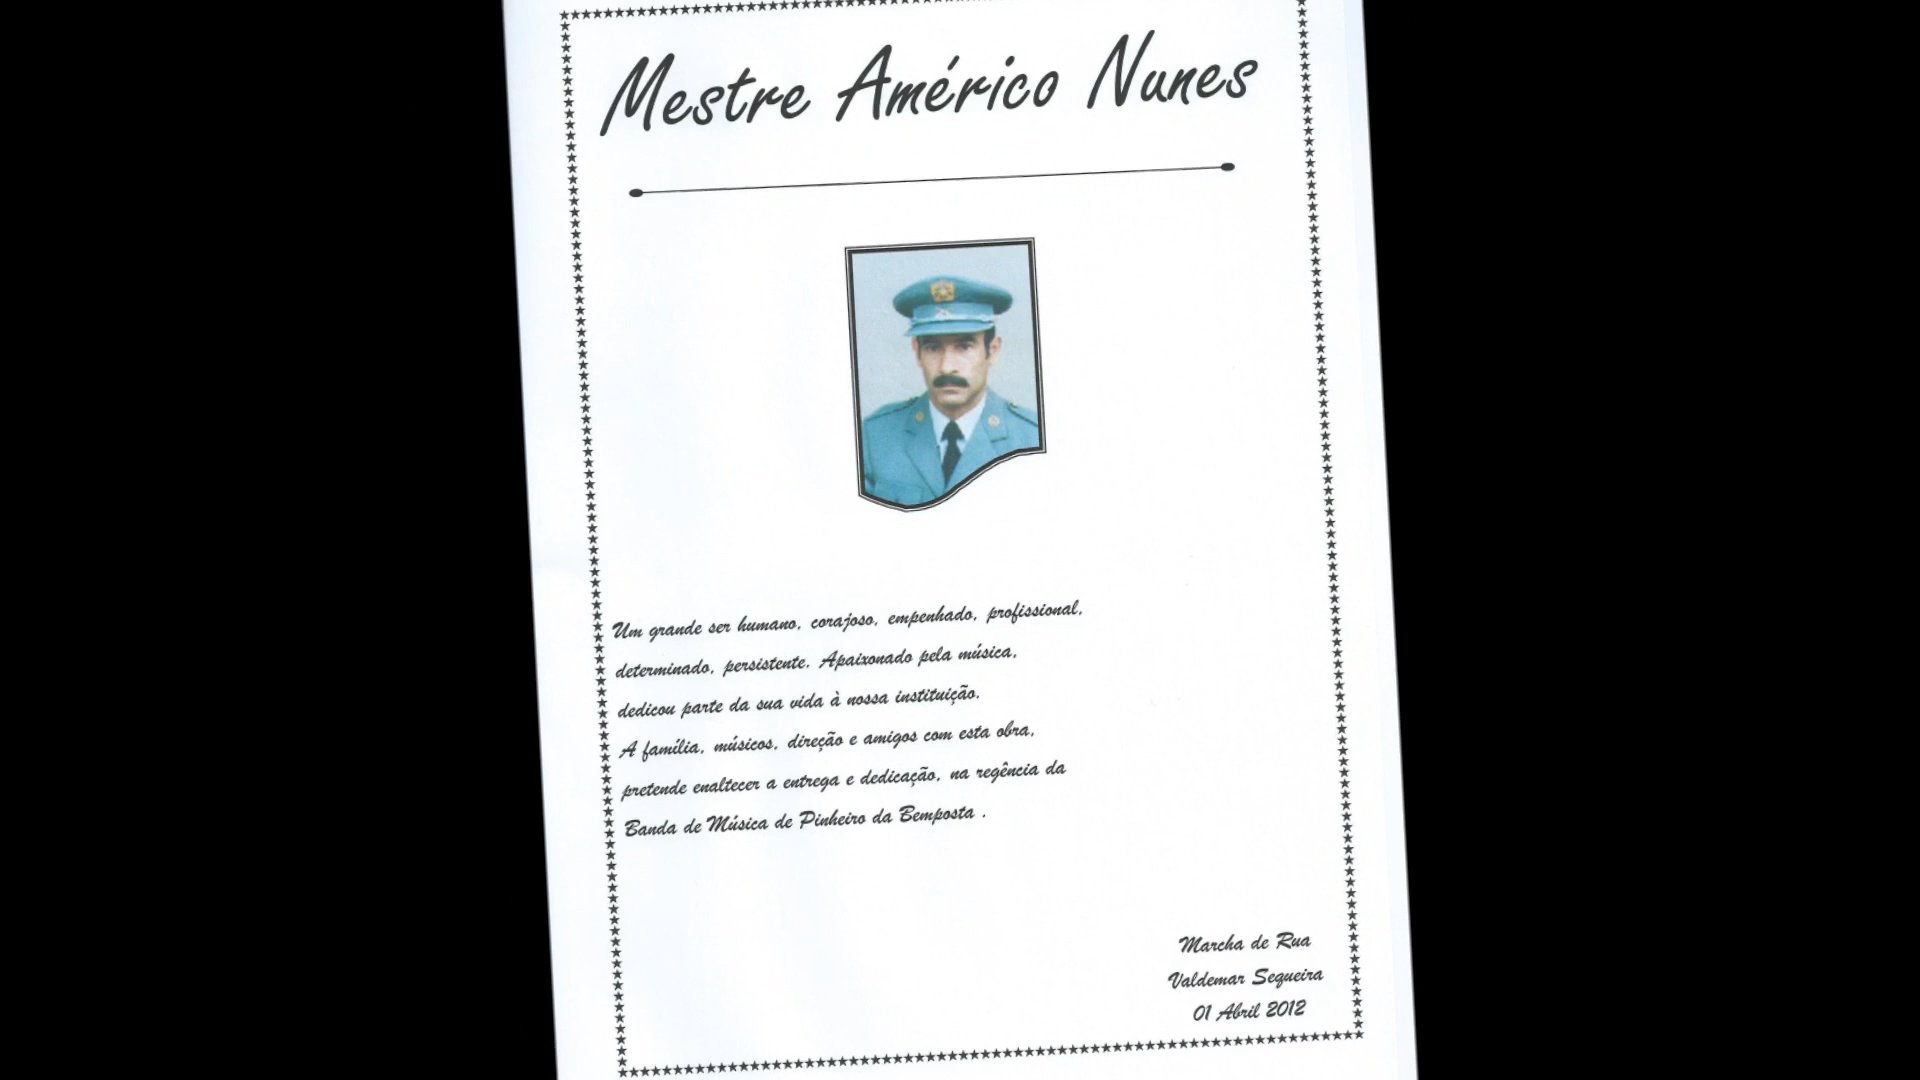 Mestre Américo Nunes
Um grande ser humano, corajoso, empenhado, profissional,
determinado, persistente. Apaixonado pela música,
dedicou parte da sua vida à nossa instituição.
A família, músicos, direção e amigos com esta obra,
pretende enaltecer a entrega e dedicação, na regência da
Banda de Música de Pinheiro da Bemposta .
Marcha de Rua
Valdemar Sequeira
01 Abril 2012